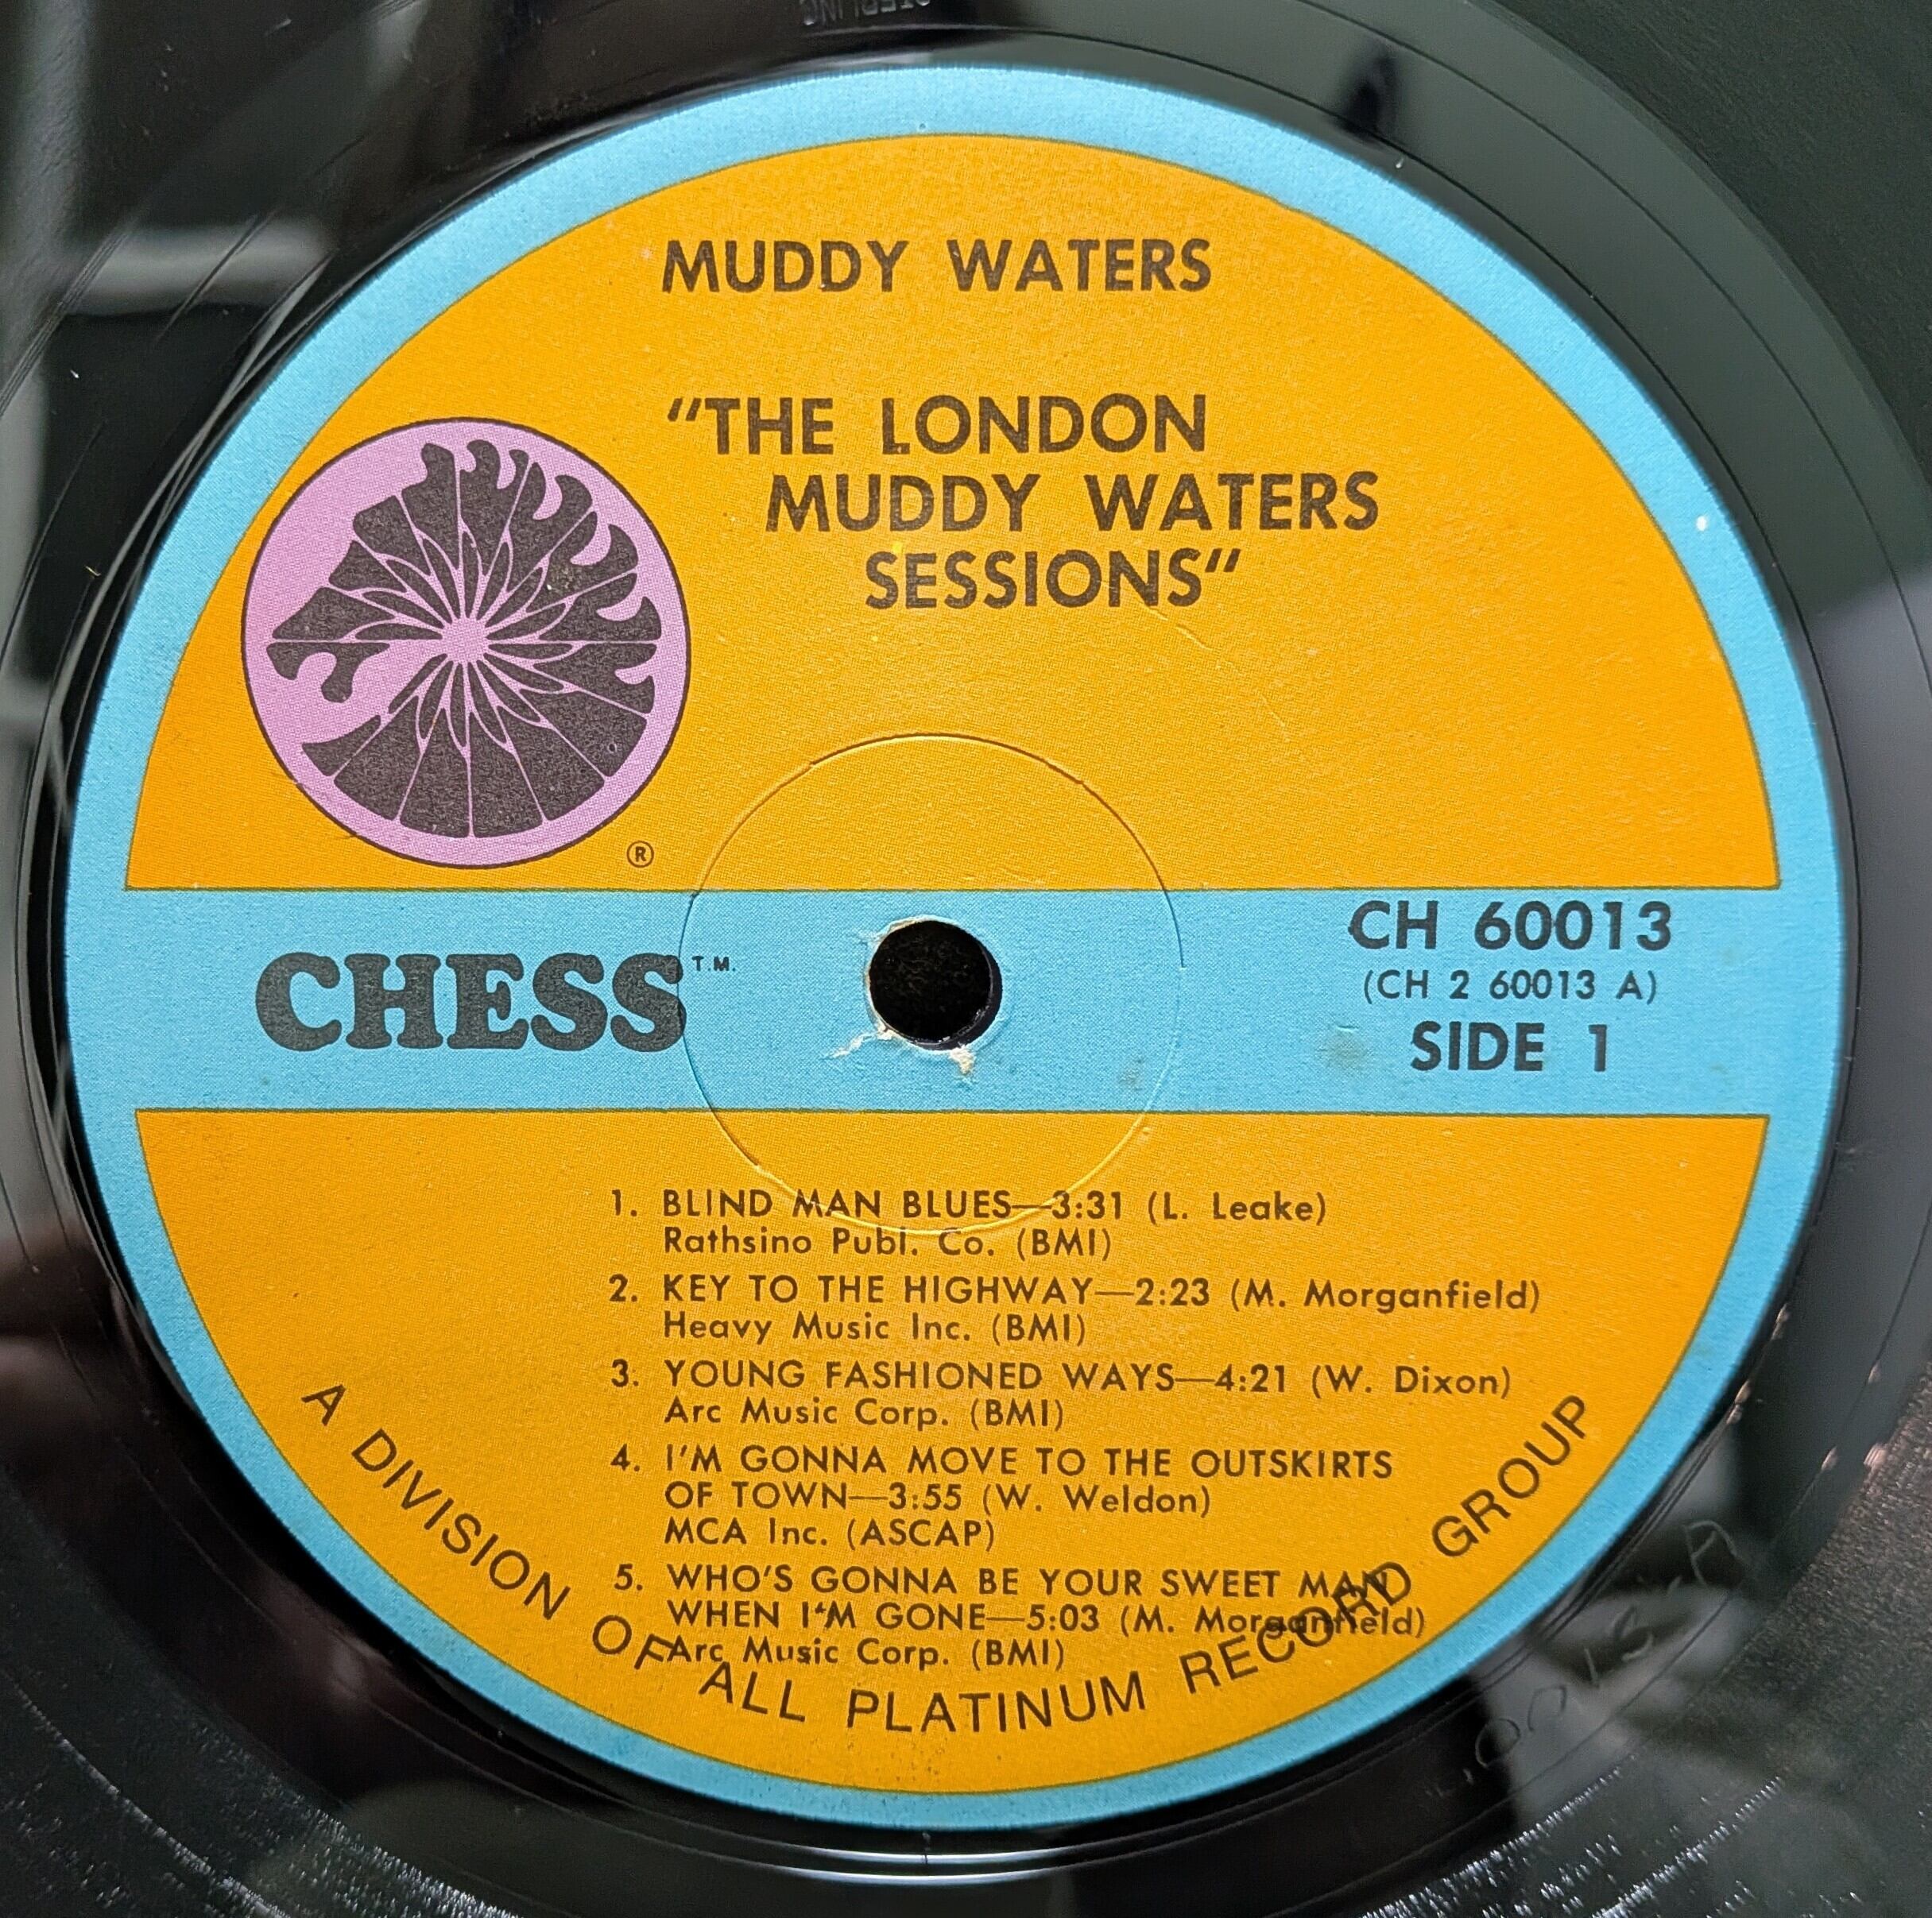 STERLING
MUDDY WATERS
"THE LONDON
MUDDY WATERS
SESSIONS"
®
CHESS T.M.
CH 60013
(CH 2 60013 A)
SIDE 1
1. BLIND MAN BLUES—3:31 (L. Leake)
Rathsino Publ. Co. (BMI)
2. KEY TO THE HIGHWAY—2:23 (M. Morganfield)
Heavy Music Inc. (BMI)
3. YOUNG FASHIONED WAYS—4:21 (W. Dixon)
Arc Music Corp. (BMI)
4. I'M GONNA MOVE TO THE OUTSKIRTS
OF TOWN—3:55 (W. Weldon)
MCA Inc. (ASCAP)
5. WHO'S GONNA BE YOUR SWEET MAN
WHEN I'M GONE—5:03 (M. Morganfield)
Arc Music Corp. (BMI)
A DIVISION OF ALL PLATINUM RECORD GROUP